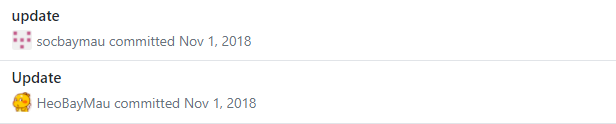 update
socbaymau committed Nov 1, 2018
Update
HeoBayMau committed Nov 1, 2018